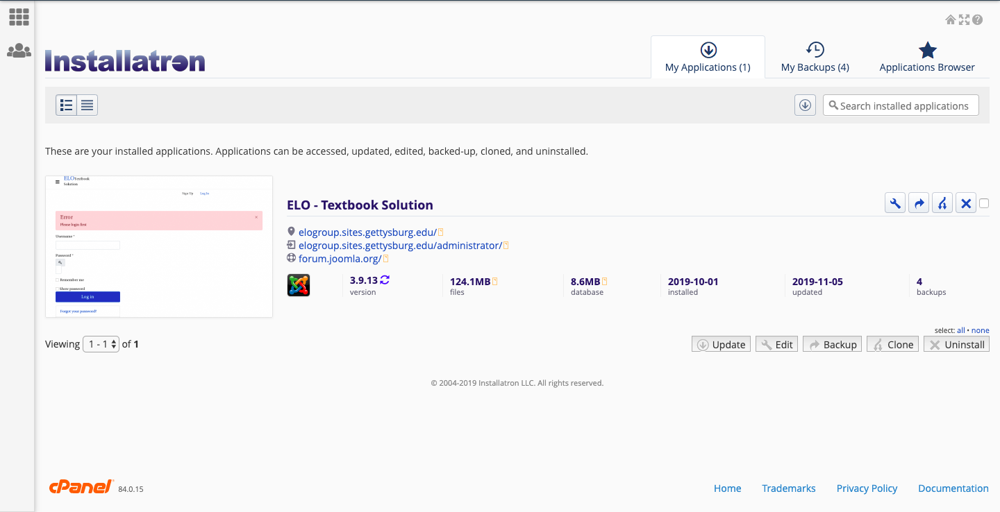 Installatron
My Applications (1)
My Backups (4)
Applications Browser
Search installed applications
These are your installed applications. Applications can be accessed, updated, edited, backed-up, cloned, and uninstalled.
ELOTextbook
Solution
Sign Up Log In
Error ×
Please login first
Username *
Password *
Remember me
Show password
Log in
Forgot your password?
ELO - Textbook Solution
elogroup.sites.gettysburg.edu/
elogroup.sites.gettysburg.edu/administrator/
forum.joomla.org/
3.9.13
version
124.1MB
files
8.6MB
database
2019-10-01
installed
2019-11-05
updated
4
backups
select: all • none
Viewing 1 - 1 of 1
Update Edit Backup Clone Uninstall
© 2004-2019 Installatron LLC. All rights reserved.
cPanel 84.0.15
Home Trademarks Privacy Policy Documentation